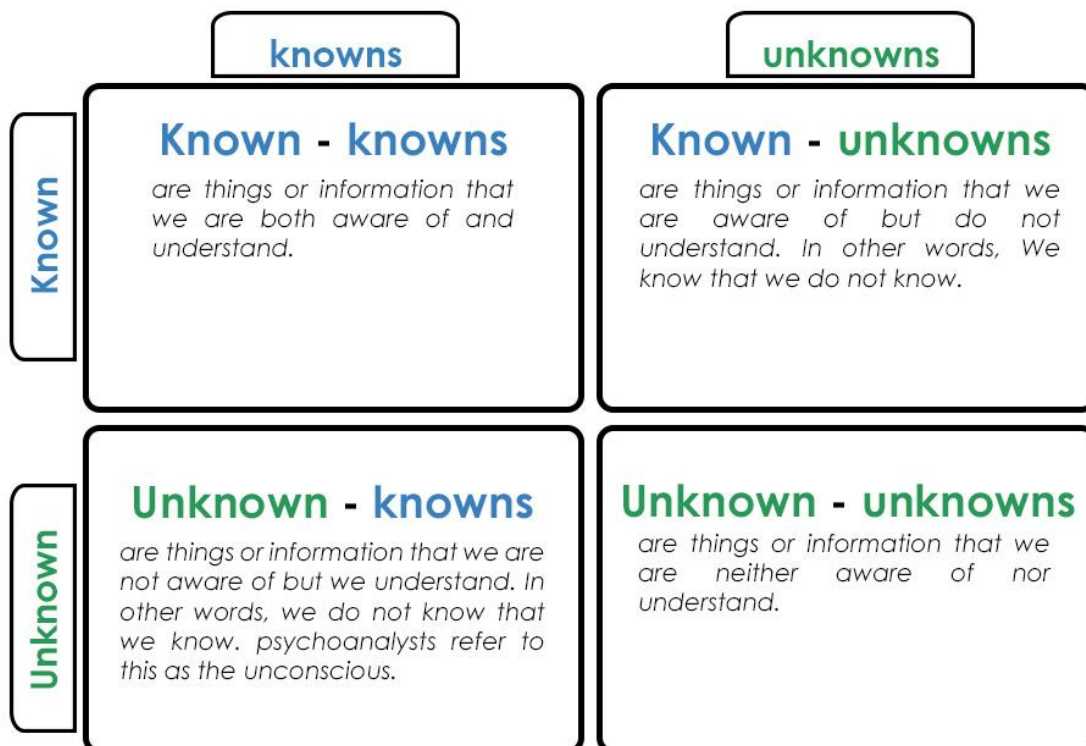 knowns
unknowns
Known
Known - knowns
are things or information that
we are both aware of and
understand.
Known - unknowns
are things or information that we
are aware of but do not
understand. In other words, We
know that we do not know.
Unknown
Unknown - knowns
are things or information that we are
not aware of but we understand. In
other words, we do not know that
we know. psychoanalysts refer to
this as the unconscious.
Unknown - unknowns
are things or information that we
are neither aware of nor
understand.